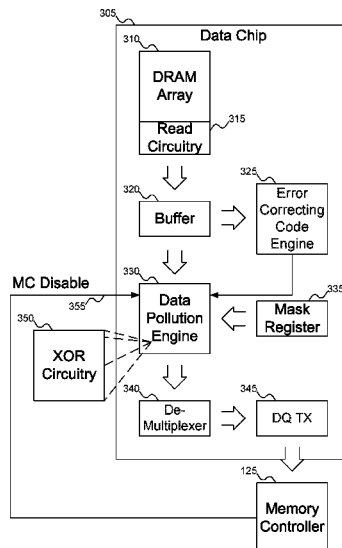 305
Data Chip
310
DRAM
Array
315
Read
Circuitry
320
Buffer
325
Error
Correcting
Code
Engine
MC Disable
355
330
Data
Pollution
Engine
335
Mask
Register
350
XOR
Circuitry
340
De-
Multiplexer
345
DQ TX
125
Memory
Controller